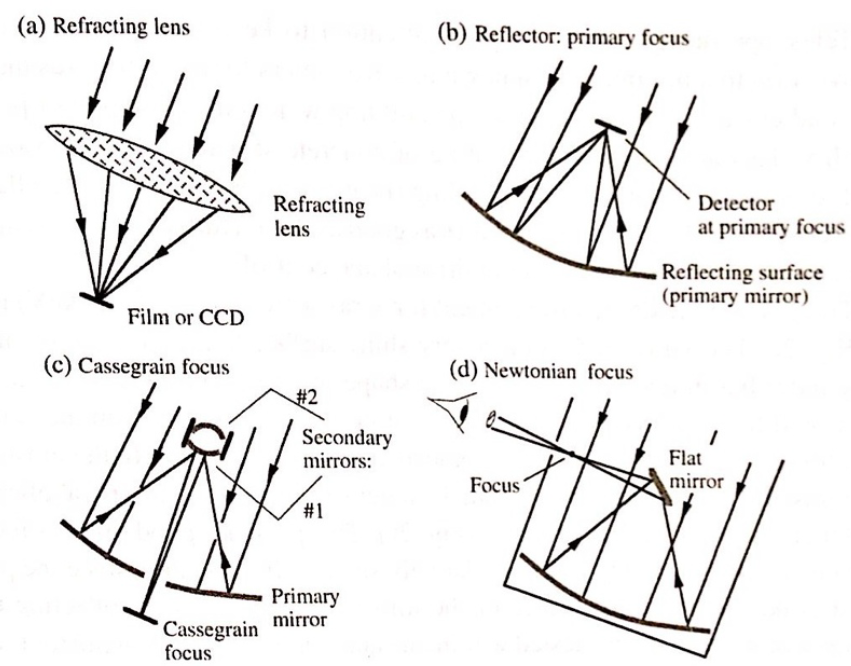 (a) Refracting lens
Refracting
lens
Film or CCD
(b) Reflector: primary focus
Detector
at primary focus
Reflecting surface
(primary mirror)
(c) Cassegrain focus
#2
Secondary
mirrors:
#1
Primary
mirror
Cassegrain
focus
(d) Newtonian focus
Focus
Flat
mirror